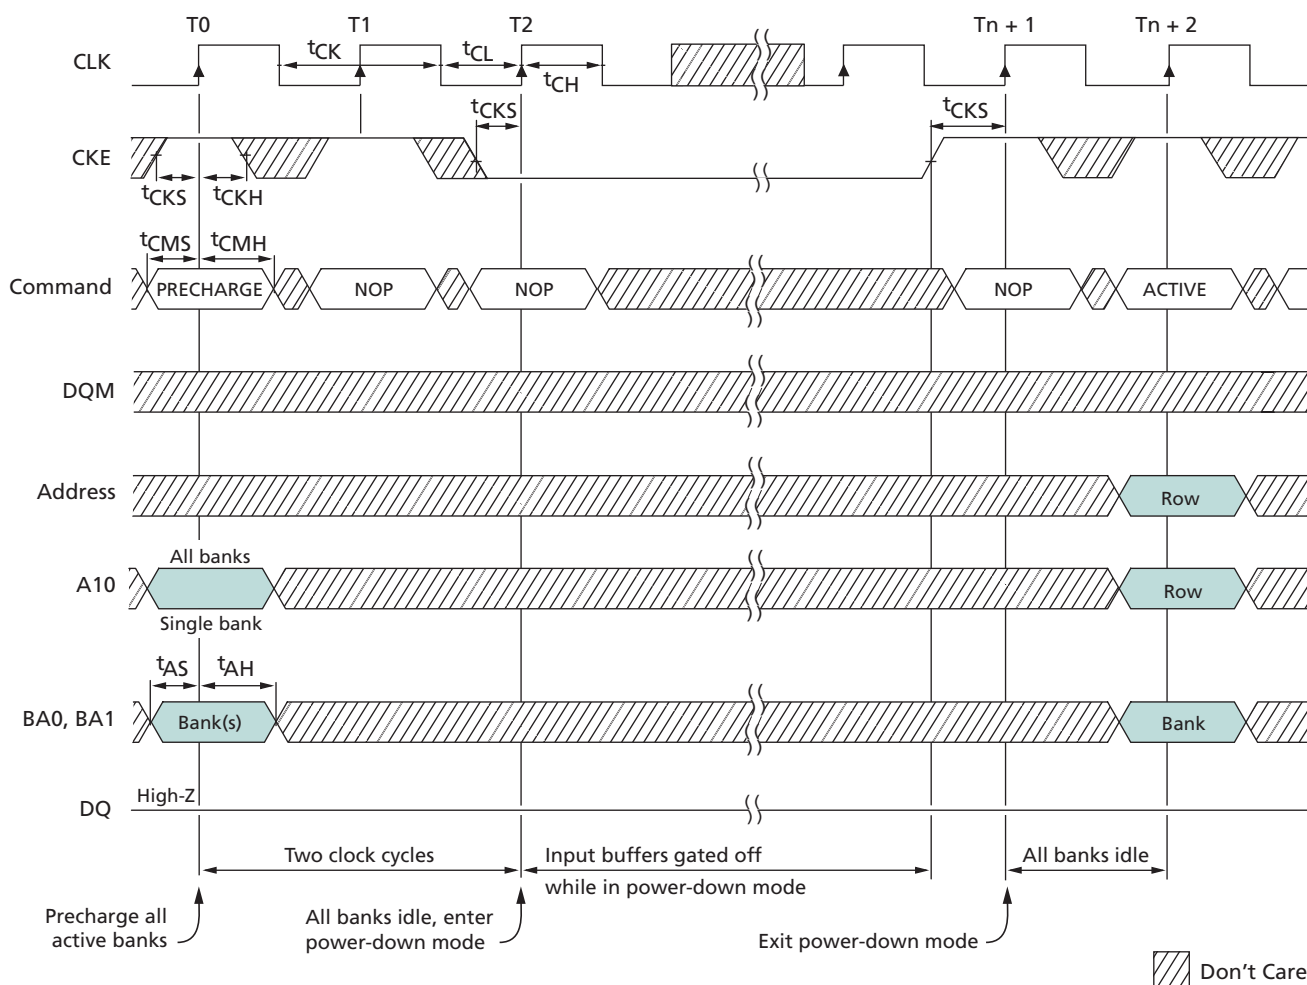 T0 T1 T2 Tn + 1 Tn + 2
CLK tCK tCL
tCH
tCKS tCKS
CKE
tCKS tCKH
tCMS tCMH
Command PRECHARGE NOP NOP NOP ACTIVE
DQM
Address Row
All banks
A10 Row
Single bank
tAS tAH
BA0, BA1 Bank(s) Bank
High-Z
DQ
Two clock cycles
Input buffers gated off
while in power-down mode
All banks idle
Precharge all
active banks
All banks idle, enter
power-down mode
Exit power-down mode
Don't Care